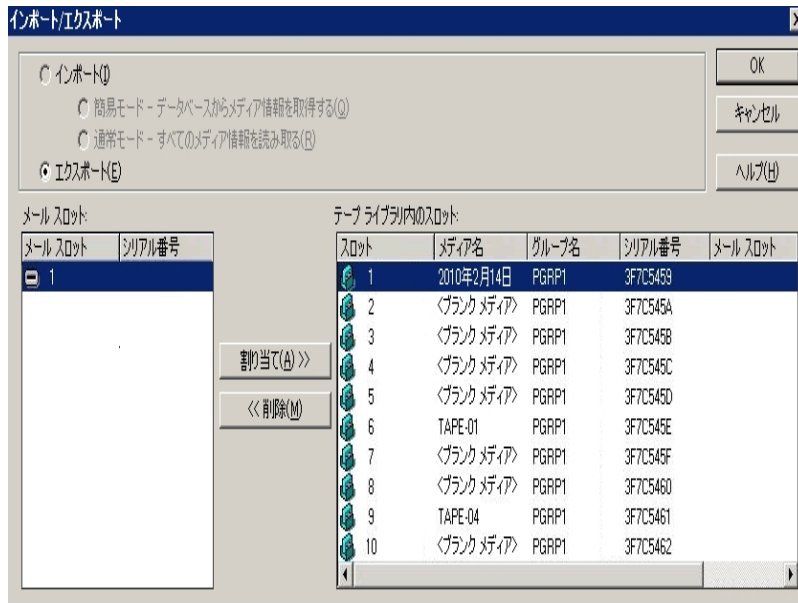 インポート/エクスポート
インポート(I)
簡易モード - データベースからメディア情報を取得する(Q)
通常モード - すべてのメディア情報を読み取る(R)
エクスポート(E)
OK
キャンセル
ヘルプ(H)
メール スロット:
メール スロット シリアル番号
1
割り当て(A) >>
<< 削除(M)
テープ ライブラリ内のスロット:
スロット メディア名 グループ名 シリアル番号 メール スロット
1 2010年2月14日 PGRP1 3F7C5459
2 <ブランク メディア> PGRP1 3F7C545A
3 <ブランク メディア> PGRP1 3F7C545B
4 <ブランク メディア> PGRP1 3F7C545C
5 <ブランク メディア> PGRP1 3F7C545D
6 TAPE-01 PGRP1 3F7C545E
7 <ブランク メディア> PGRP1 3F7C545F
8 <ブランク メディア> PGRP1 3F7C5460
9 TAPE-04 PGRP1 3F7C5461
10 <ブランク メディア> PGRP1 3F7C5462